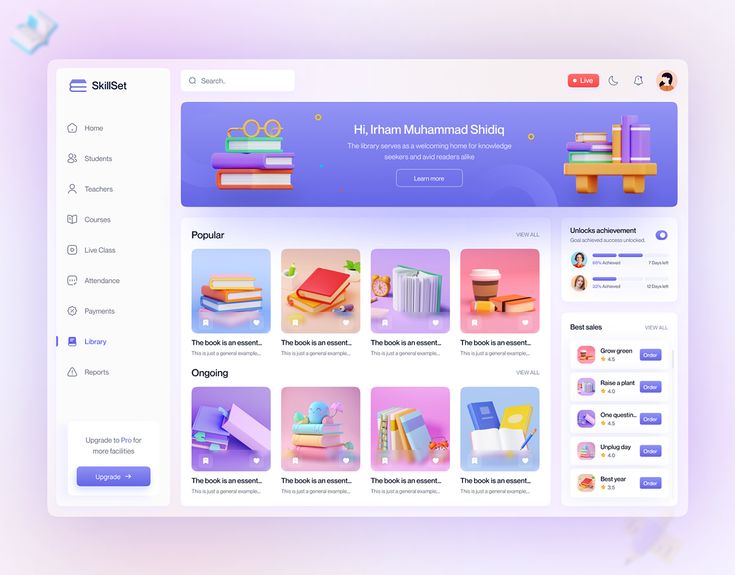 SkillSet
Home
Students
Teachers
Courses
Live Class
Attendance
Payments
Library
Reports
Upgrade to Pro for
more facilities
Upgrade →
Search..
Live
Hi, Irham Muhammad Shidiq
The library serves as a welcoming home for knowledge
seekers and avid readers alike
Learn more
Popular
VIEW ALL
The book is an essent...
This is just a general example...
The book is an essent...
This is just a general example...
The book is an essent...
This is just a general example...
The book is an essent...
This is just a general example...
Ongoing
VIEW ALL
The book is an essent...
This is just a general example...
The book is an essent...
This is just a general example...
The book is an essent...
This is just a general example...
The book is an essent...
This is just a general example...
Unlocks achievement
Goal achieved success unlocked.
Achieved
7 Days left
Achieved
12 Days left
Best sales
VIEW ALL
Grow green
4.5
Order
Raise a plant
4.0
Order
One questin...
4.5
Order
Unplug day
4.0
Order
Best year
3.5
Order